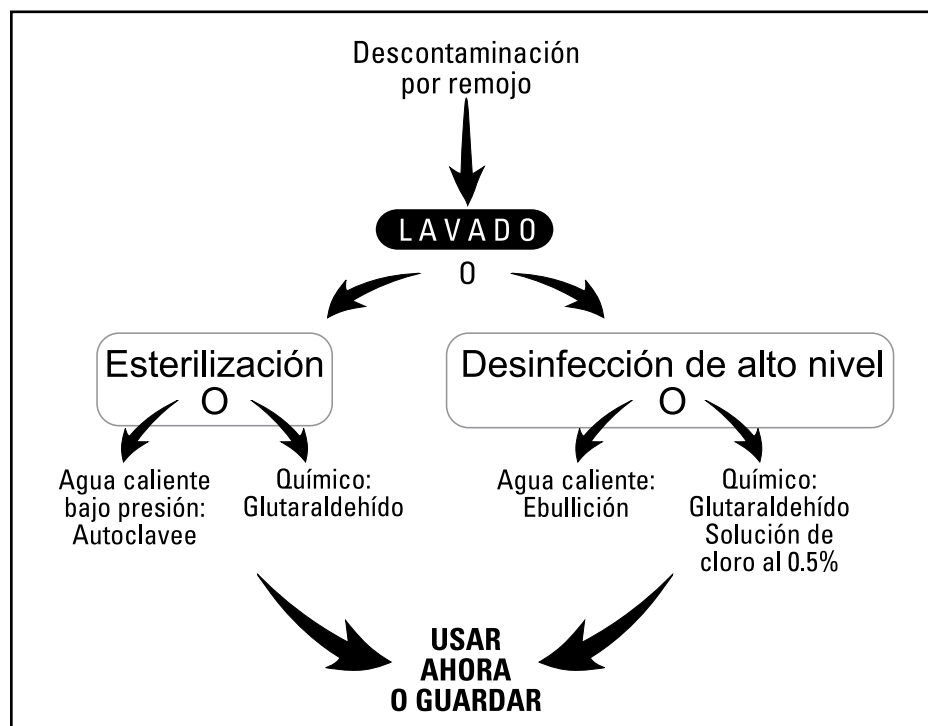 Descontaminación
por remojo
LAVADO
O
Esterilización
O
Agua caliente
bajo presión:
Autoclavee
Químico:
Glutaraldehído
Desinfección de alto nivel
O
Agua caliente:
Ebullición
Químico:
Glutaraldehído
Solución de
cloro al 0.5%
USAR
AHORA
O GUARDAR